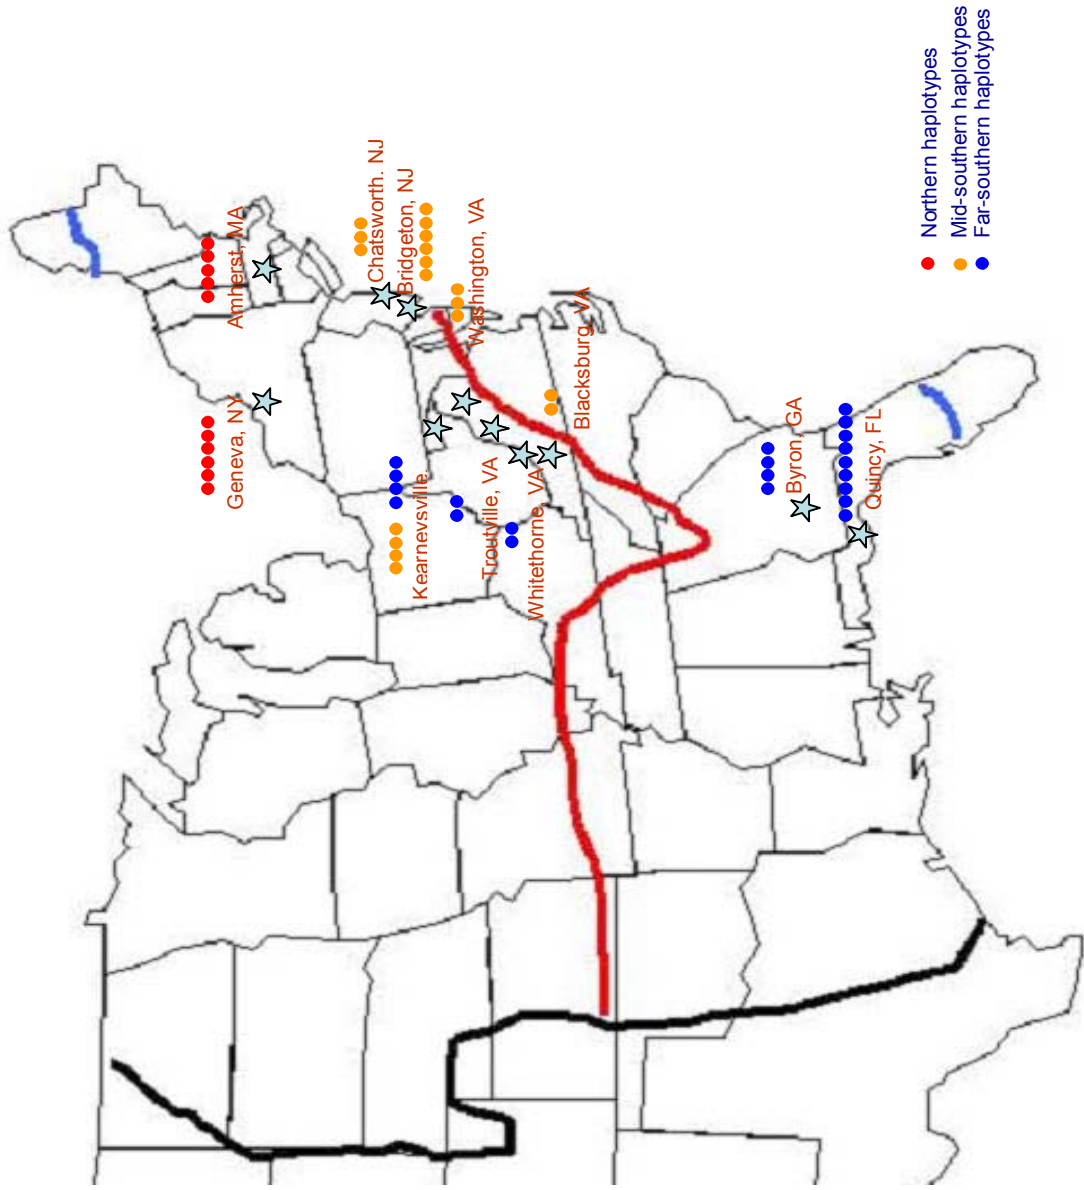 Geneva, NY
Amherst, MA
Chatsworth. NJ
Bridgeton, NJ
Washington, VA
Kearneysville,
Troutville, VA
Whitethorne, VA
Blacksburg, VA
Byron, GA
Quincy, FL
Northern haplotypes
Mid-southern haplotypes
Far-southern haplotypes